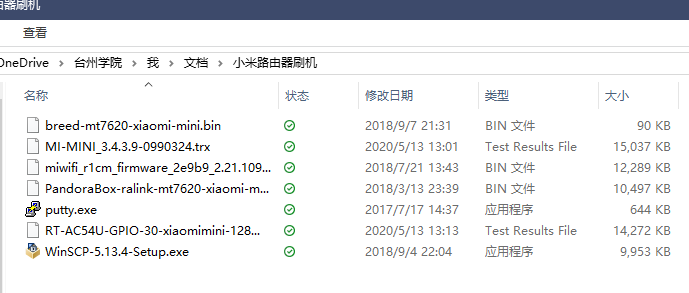 由器刷机
查看
OneDrive > 台州学院 > 我 > 文档 > 小米路由器刷机
名称 状态 修改日期 类型 大小
breed-mt7620-xiaomi-mini.bin 2018/9/7 21:31 BIN 文件 90 KB
MI-MINI_3.4.3.9-0990324.trx 2020/5/13 13:01 Test Results File 15,037 KB
miwifi_r1cm_firmware_2e9b9_2.21.109... 2018/7/21 13:43 BIN 文件 12,289 KB
PandoraBox-ralink-mt7620-xiaomi-m... 2018/3/13 23:39 BIN 文件 10,497 KB
putty.exe 2017/7/17 14:37 应用程序 644 KB
RT-AC54U-GPIO-30-xiaomimini-128... 2020/5/13 13:13 Test Results File 14,272 KB
WinSCP-5.13.4-Setup.exe 2018/9/4 22:04 应用程序 9,953 KB